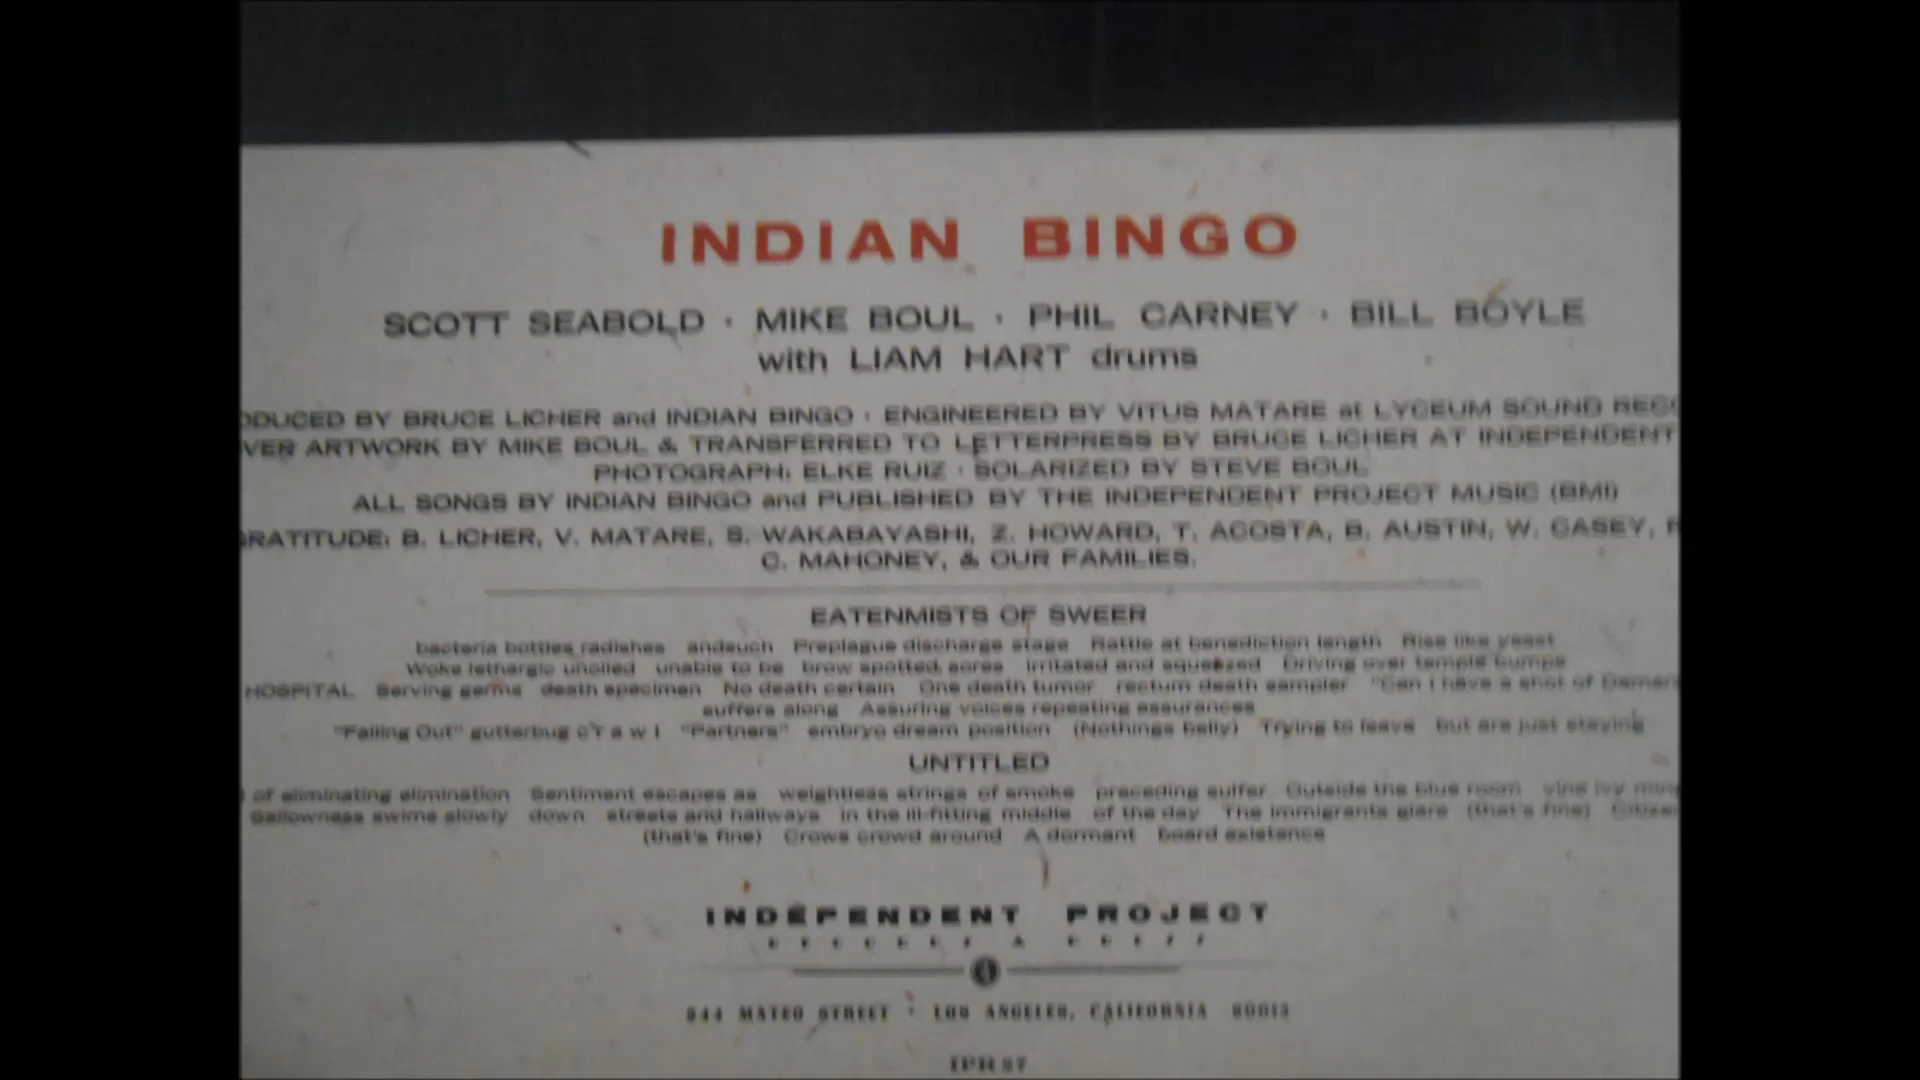 INDIAN BINGO
SCOTT SEABOLD · MIKE BOUL · PHIL CARNEY · BILL BOYLE
with LIAM HART drums
ODUCED BY BRUCE LICHER and INDIAN BINGO · ENGINEERED BY VITUS MATARE at LYCEUM SOUND RECO
VER ARTWORK BY MIKE BOUL & TRANSFERRED TO LETTERPRESS BY BRUCE LICHER AT INDEPENDENT
PHOTOGRAPH: ELKE RUIZ · SOLARIZED BY STEVE BOUL
ALL SONGS BY INDIAN BINGO and PUBLISHED BY THE INDEPENDENT PROJECT MUSIC (BMI)
GRATITUDE: B. LICHER, V. MATARE, S. WAKABAYASHI, Z. HOWARD, T. ACOSTA, B. AUSTIN, W. CASEY,
C. MAHONEY, & OUR FAMILIES.
EATENMISTS OF SWEER
bacteria bottles radishes andsuch Preplague discharge stage Rattle at benediction length Rise like yeast
Woke lethargic unoiled unable to be brow spotted sores irritated and squeezed Driving over temple bumps
HOSPITAL Serving germs death specimen No death certain One death tumor rectum death sampler "Can I have a shot of
suffers along Assuring voices repeating assurances
"Falling Out" gutterbug c r a w l "Partners" embryo dream position (Nothings belly) Trying to leave but are just staying
UNTITLED
of eliminating elimination Sentiment escapes as weightless strings of smoke preceding sulfer Outside the blue room vine ivy
Sallowness swims slowly down streets and hallways in the ill-fitting middle of the day The immigrants glare (that's fine)
(that's fine) Crows crowd around A dormant board existence
INDEPENDENT PROJECT
844 MATEO STREET · LOS ANGELES, CALIFORNIA 90013